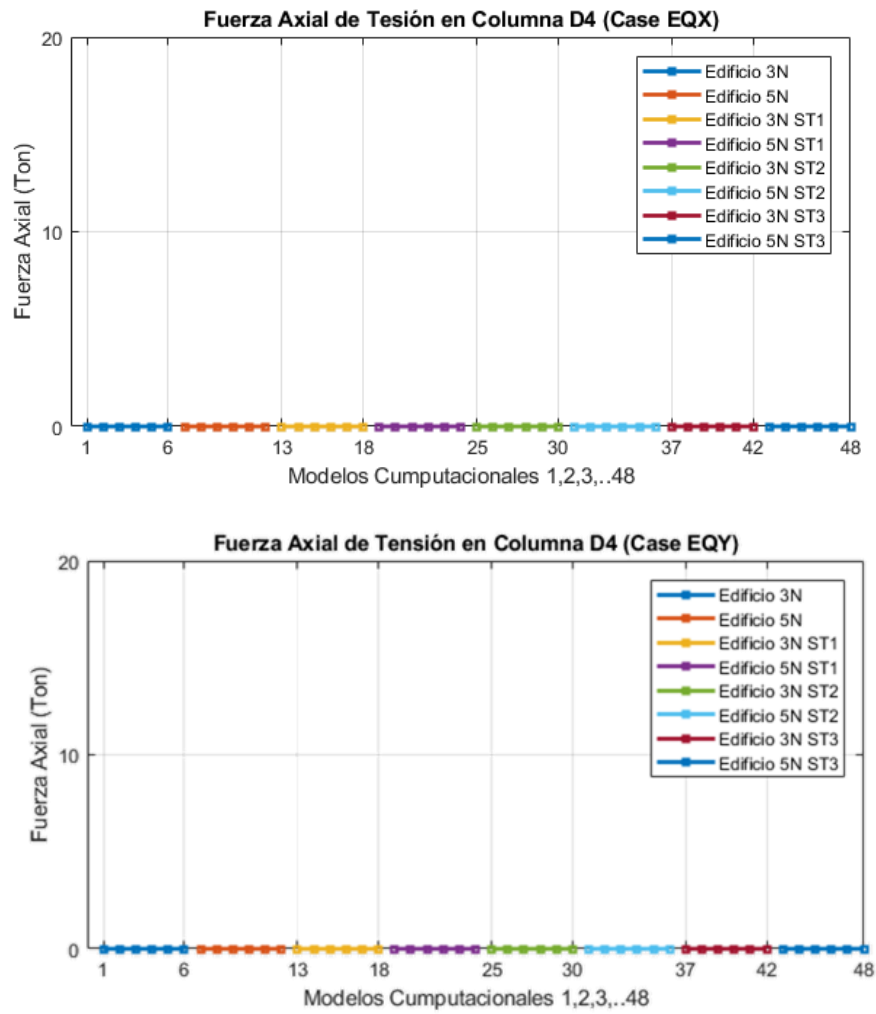 Fuerza Axial de Tesión en Columna D4 (Case EQX)
20
10
0
Fuerza Axial (Ton)
Edificio 3N
Edificio 5N
Edificio 3N ST1
Edificio 5N ST1
Edificio 3N ST2
Edificio 5N ST2
Edificio 3N ST3
Edificio 5N ST3
1 6 13 18 25 30 37 42 48
Modelos Cumputacionales 1,2,3,..48
Fuerza Axial de Tensión en Columna D4 (Case EQY)
20
10
0
Fuerza Axial (Ton)
Edificio 3N
Edificio 5N
Edificio 3N ST1
Edificio 5N ST1
Edificio 3N ST2
Edificio 5N ST2
Edificio 3N ST3
Edificio 5N ST3
1 6 13 18 25 30 37 42 48
Modelos Cumputacionales 1,2,3,..48